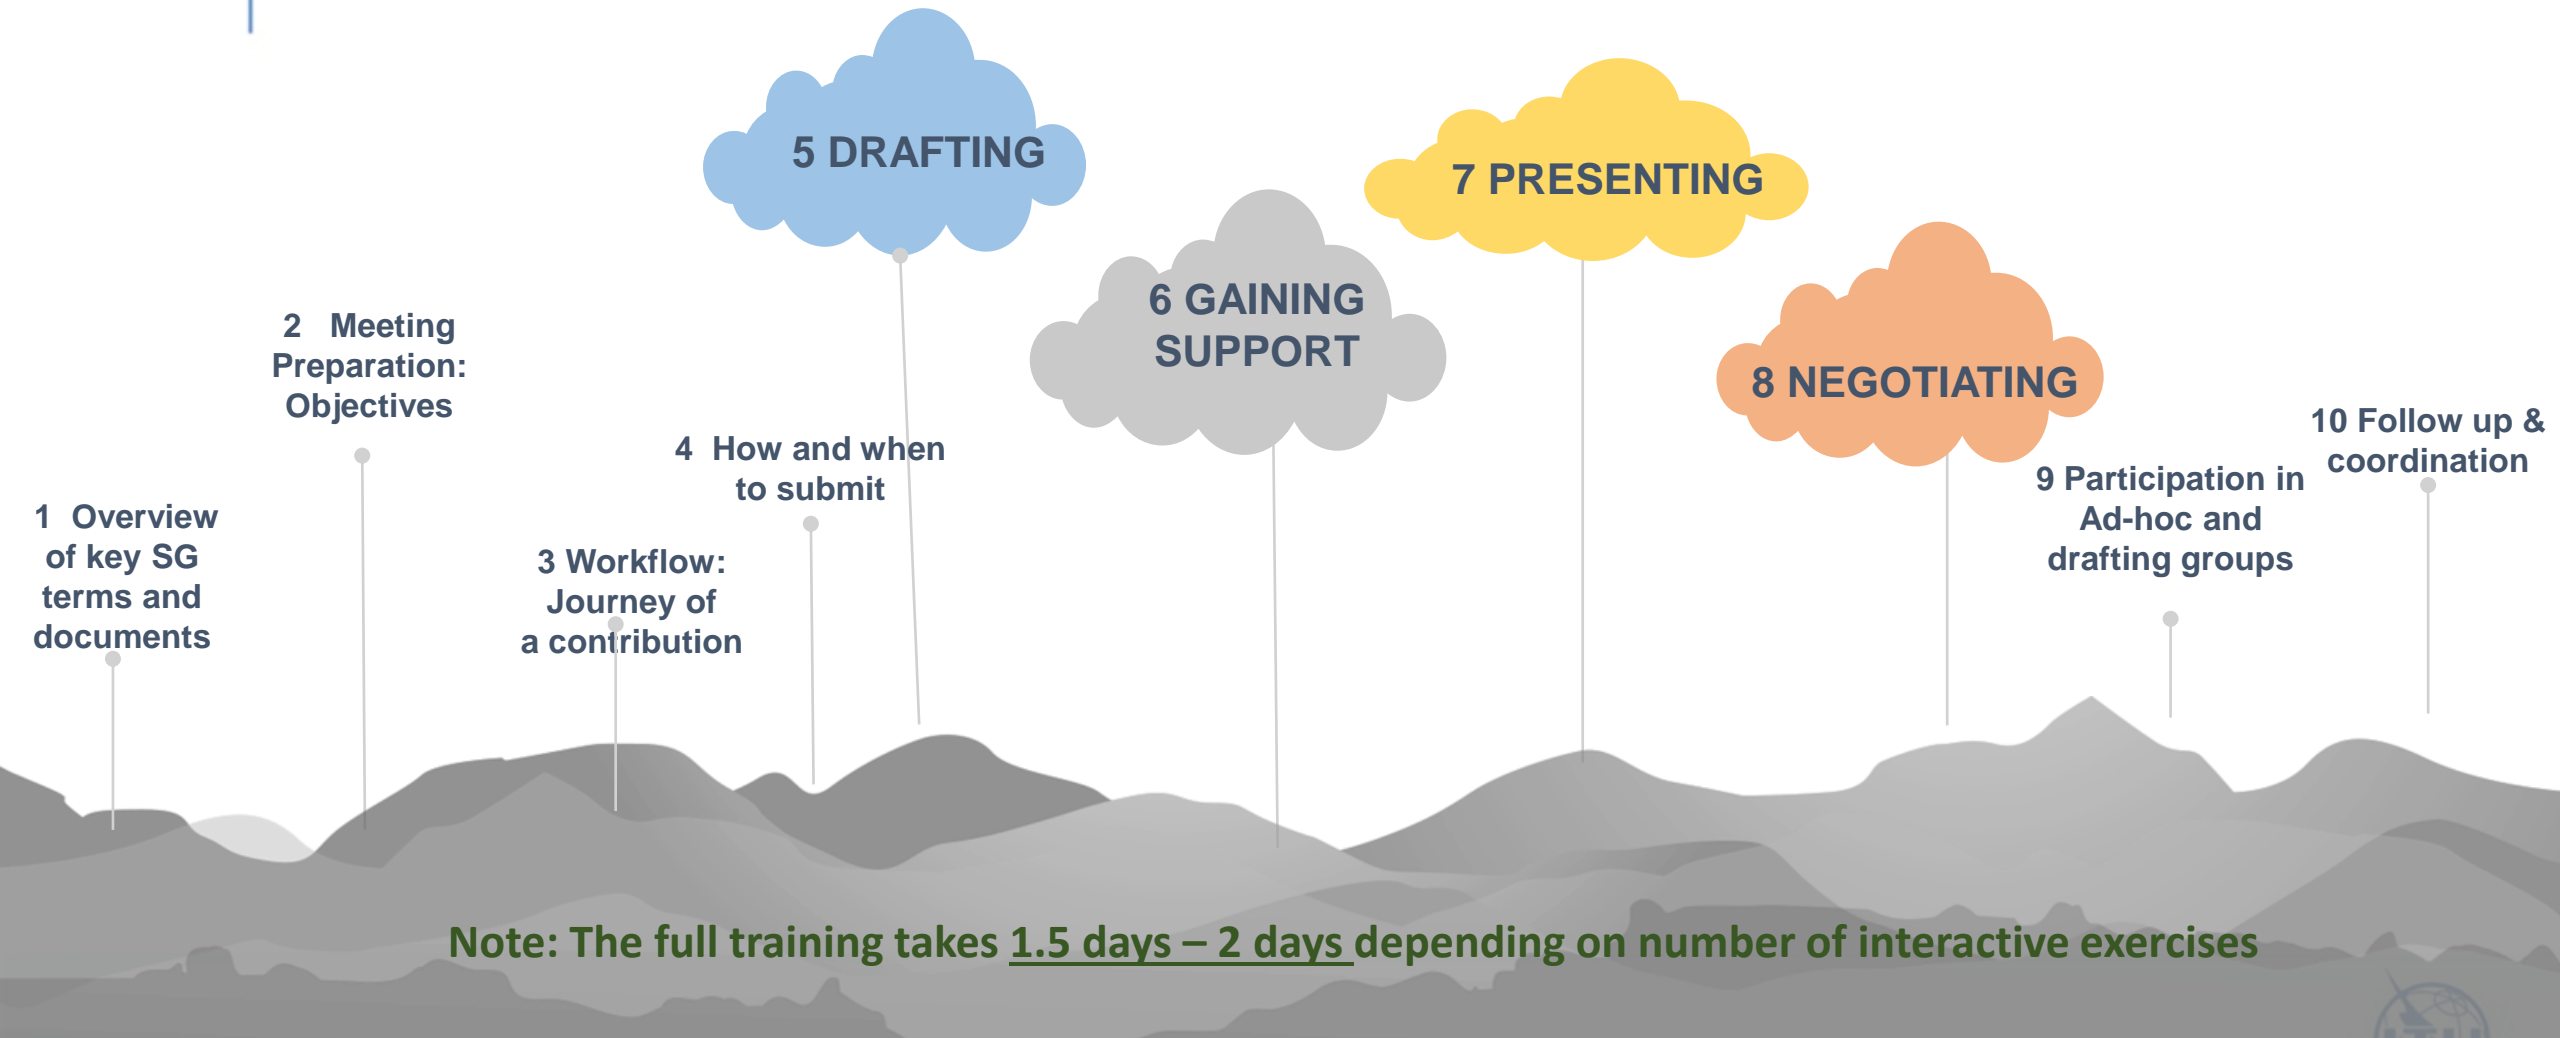 1 Overview
of key SG
terms and
documents
2 Meeting
Preparation:
Objectives
3 Workflow:
Journey of
a contribution
4 How and when
to submit
5 DRAFTING
6 GAINING
SUPPORT
7 PRESENTING
8 NEGOTIATING
9 Participation in
Ad-hoc and
drafting groups
10 Follow up &
coordination
Note: The full training takes 1.5 days – 2 days depending on number of interactive exercises